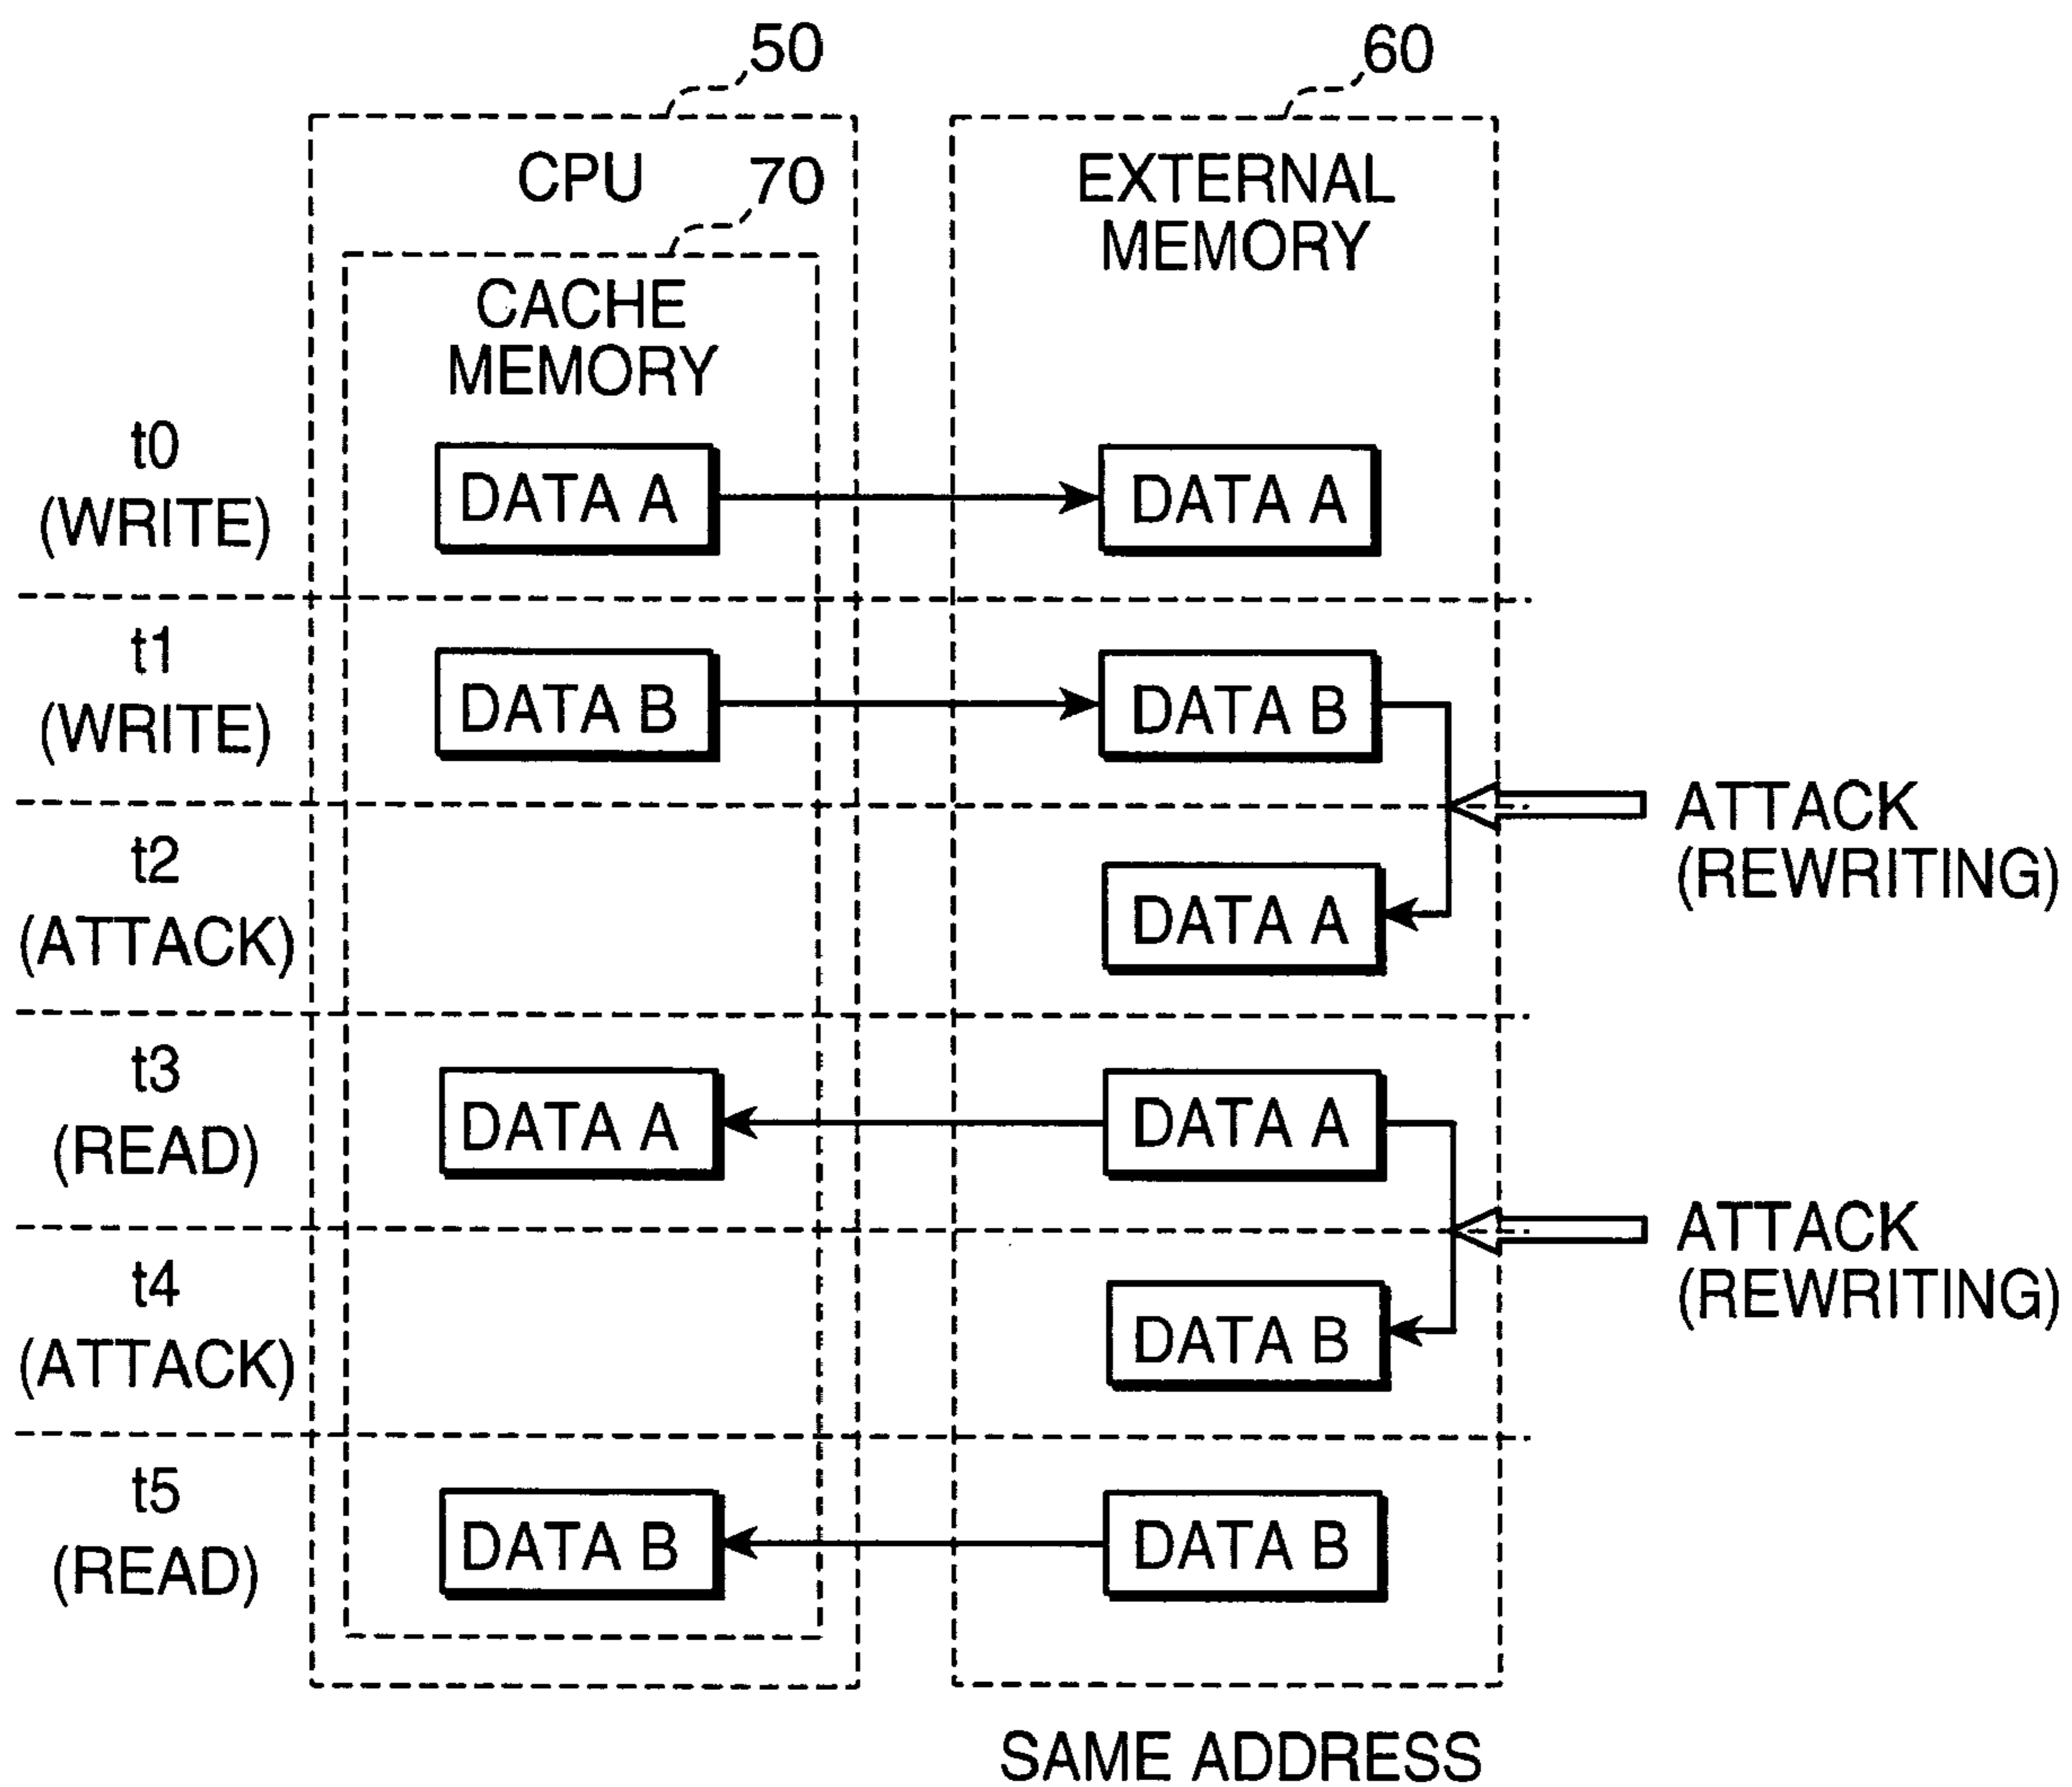 50
60
CPU
70
EXTERNAL
MEMORY
CACHE
MEMORY
t0
(WRITE)
DATA A
DATA A
t1
(WRITE)
DATA B
DATA B
ATTACK
(REWRITING)
t2
(ATTACK)
DATA A
t3
(READ)
DATA A
DATA A
ATTACK
(REWRITING)
t4
(ATTACK)
DATA B
t5
(READ)
DATA B
DATA B
SAME ADDRESS